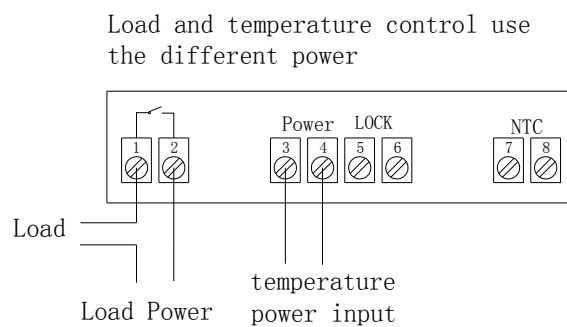 Load and temperature control use
the different power
Power LOCK NTC
1 2 3 4 5 6 7 8
Load
Load Power
temperature
power input